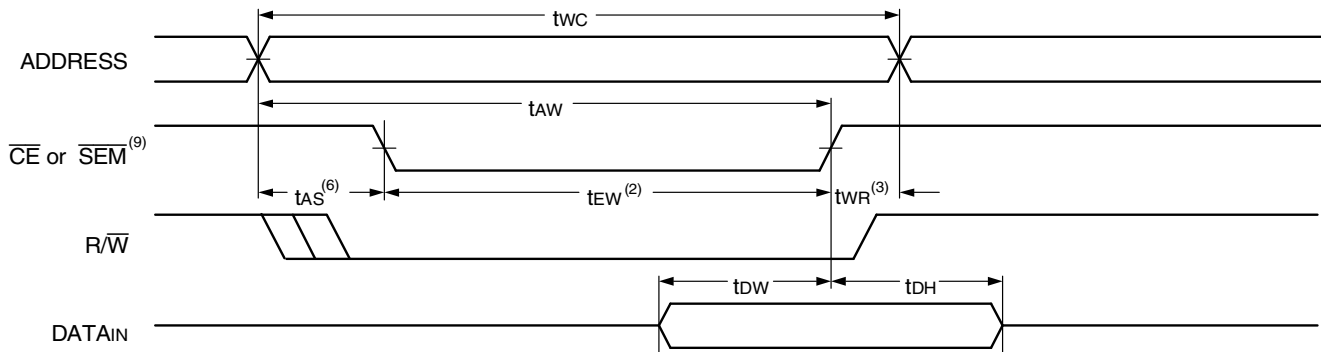 tWC
ADDRESS
tAW
CE or SEM(9)
tAS(6)
tEW(2)
tWR(3)
R/W
tDW
tDH
DATAIN